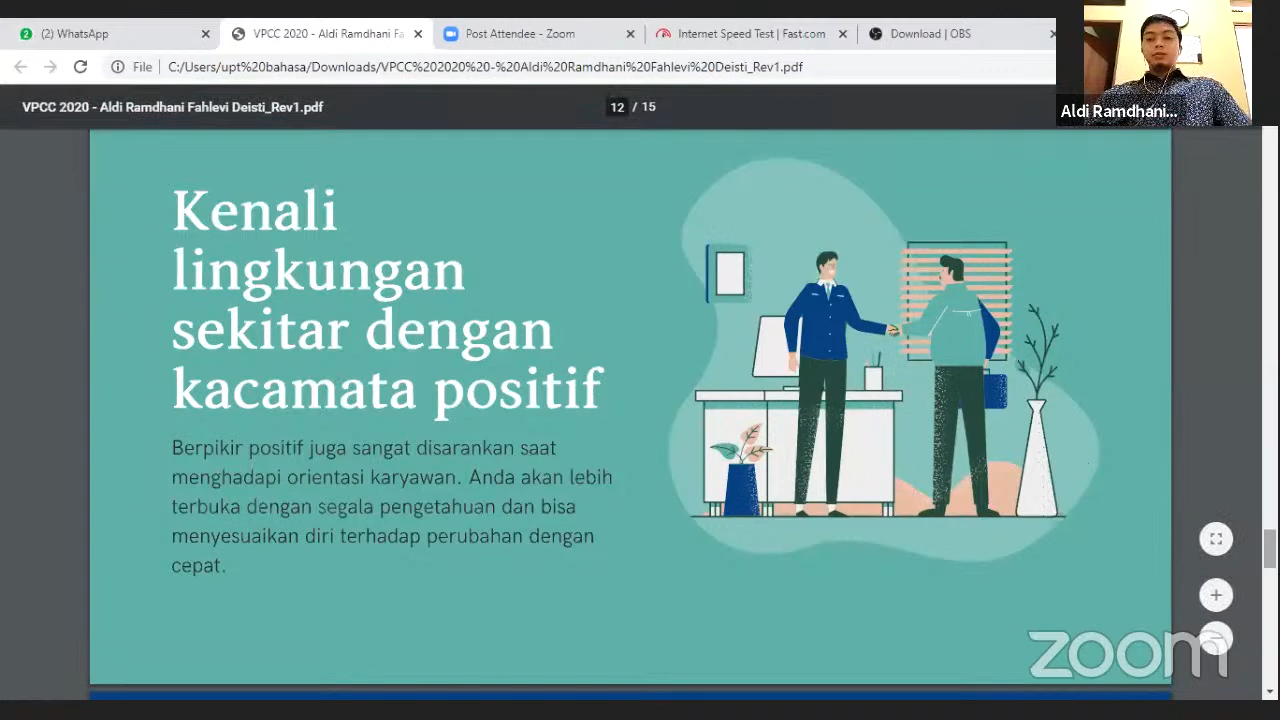 (2) WhatsApp
VPCC 2020 - Aldi Ramdhani Fa
Post Attendee - Zoom
Internet Speed Test | Fast.com
Download | OBS
File
C:/Users/upt%20bahasa/Downloads/VPCC%202020%20-%20Aldi%20Ramdhani%20Fahlevi%20Deisti_Rev1.pdf
VPCC 2020 - Aldi Ramdhani Fahlevi Deisti_Rev1.pdf
12 / 15
Aldi Ramdhani...
Kenali
lingkungan
sekitar dengan
kacamata positif
Berpikir positif juga sangat disarankan saat
menghadapi orientasi karyawan. Anda akan lebih
terbuka dengan segala pengetahuan dan bisa
menyesuaikan diri terhadap perubahan dengan
cepat.
zoom